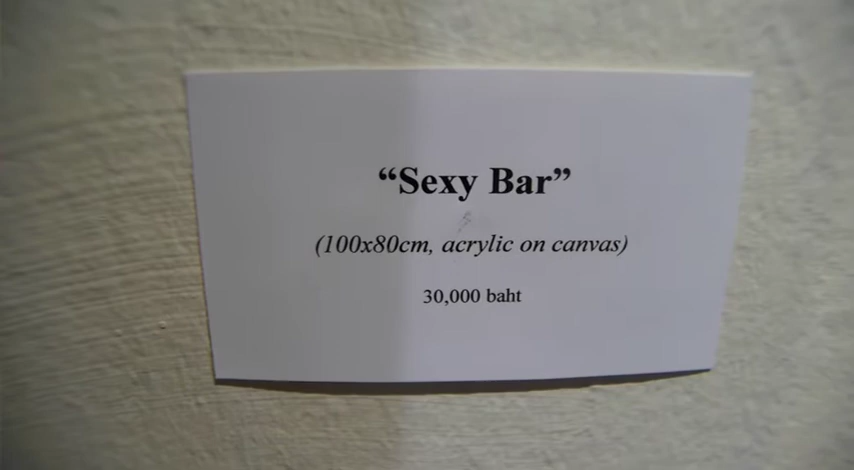 “Sexy Bar”
(100x80cm, acrylic on canvas)
30,000 baht